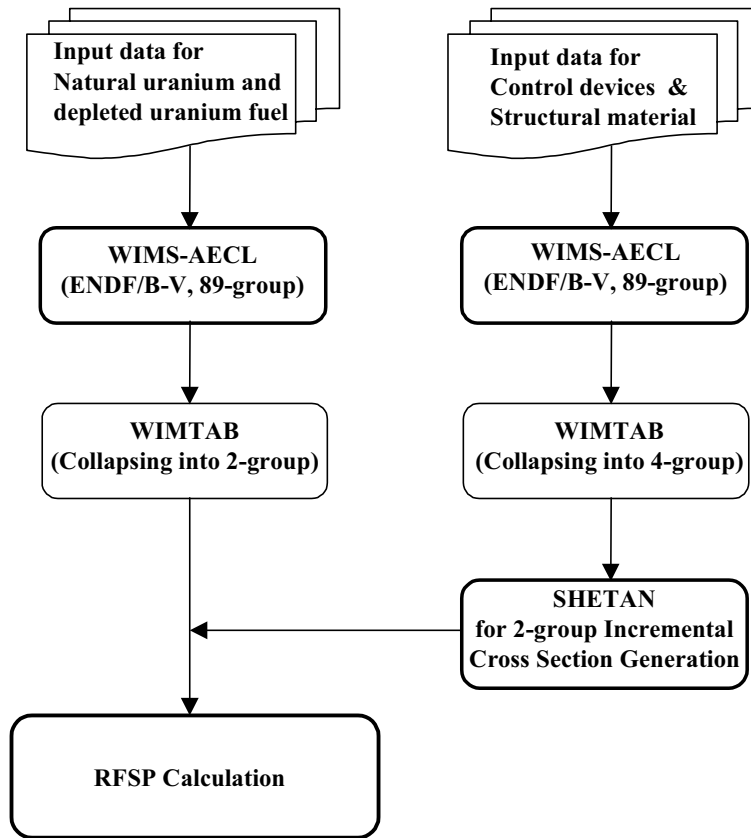 Input data for
Natural uranium and
depleted uranium fuel
Input data for
Control devices &
Structural material
WIMS-AECL
(ENDF/B-V, 89-group)
WIMS-AECL
(ENDF/B-V, 89-group)
WIMTAB
(Collapsing into 2-group)
WIMTAB
(Collapsing into 4-group)
SHETAN
for 2-group Incremental
Cross Section Generation
RFSP Calculation